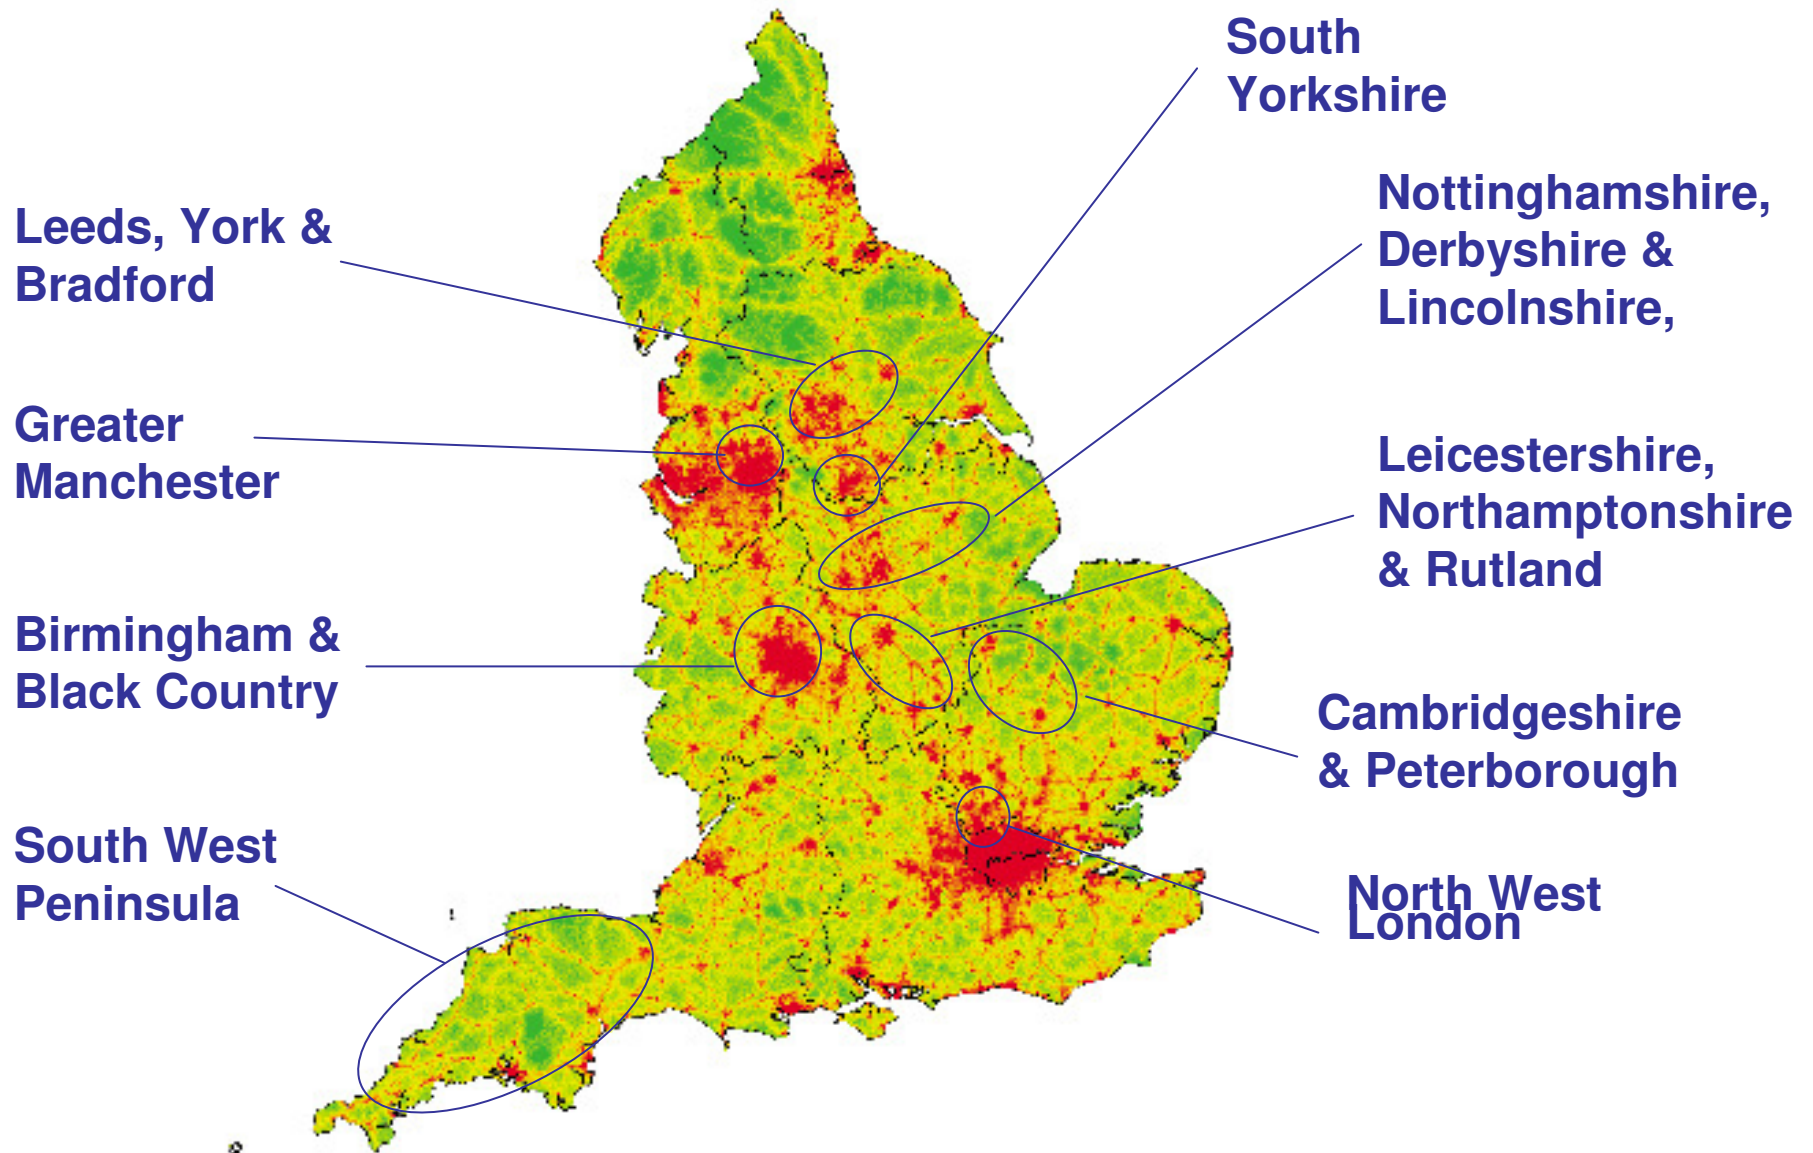 South
Yorkshire
Nottinghamshire,
Derbyshire &
Lincolnshire,
Leeds, York &
Bradford
Greater
Manchester
Leicestershire,
Northamptonshire
& Rutland
Birmingham &
Black Country
Cambridgeshire
& Peterborough
South West
Peninsula
North West
London